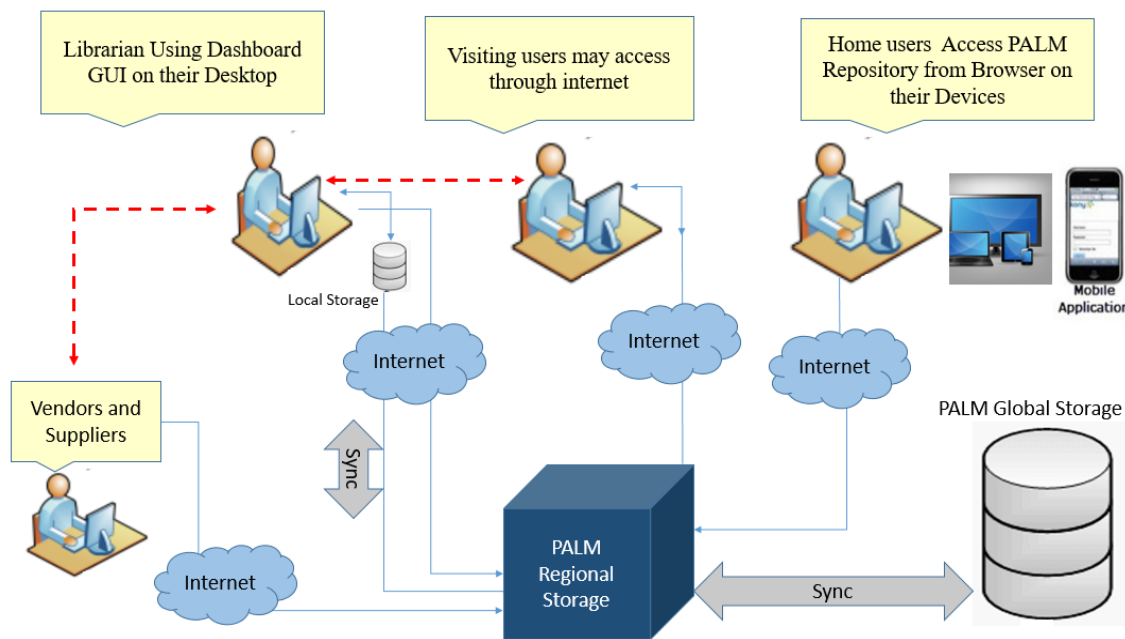 Librarian Using Dashboard
GUI on their Desktop
Visiting users may access
through internet
Home users  Access PALM
Repository from Browser on
their Devices
Local Storage
Mobile
Application
Internet
Internet
Internet
Vendors and
Suppliers
PALM Global Storage
Sync
PALM
Regional
Storage
Internet
Sync